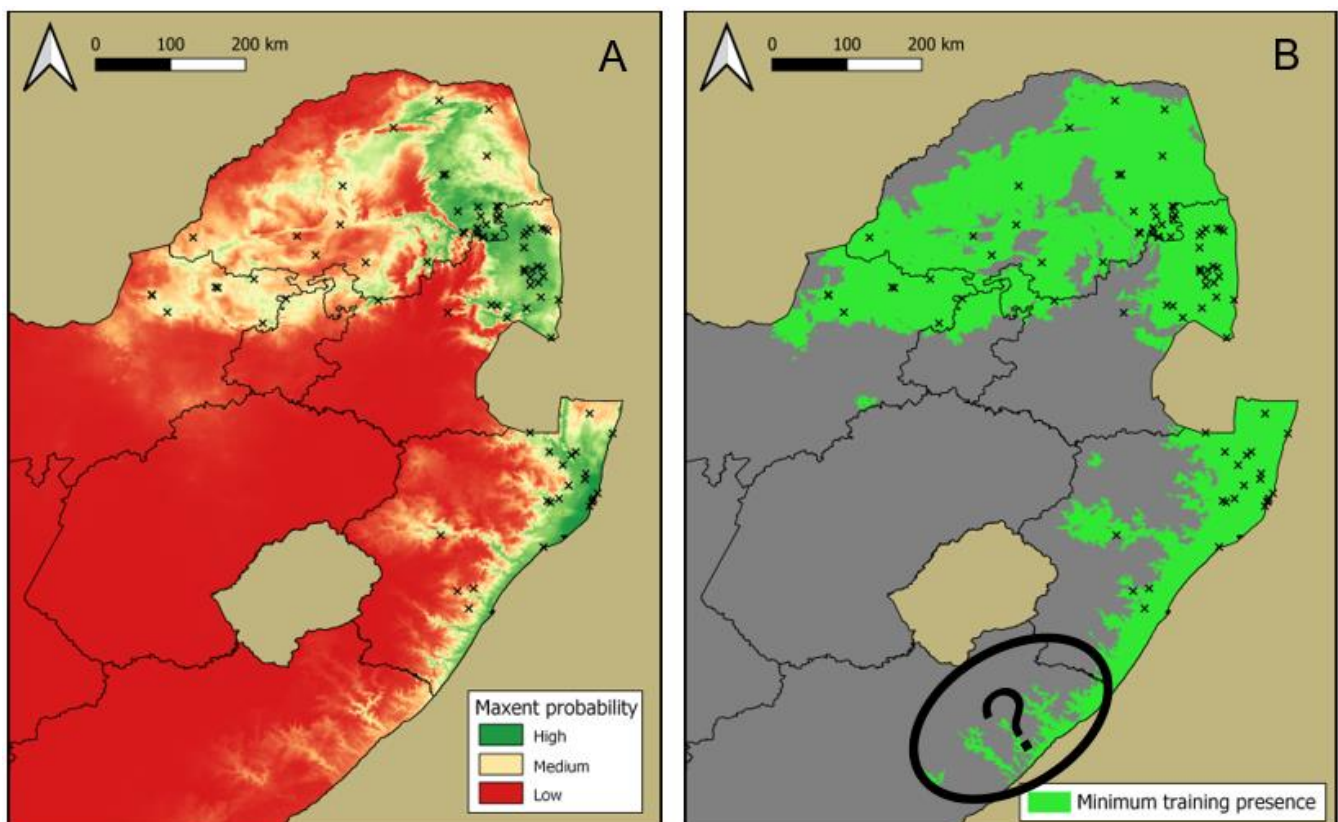 0 100 200 km
A
Maxent probability
High
Medium
Low
0 100 200 km
B
?
Minimum training presence